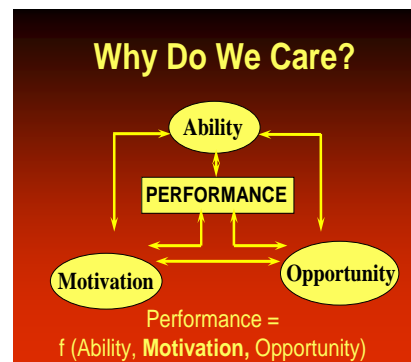 Why Do We Care?
Ability
PERFORMANCE
Motivation
Opportunity
Performance =
f (Ability, Motivation, Opportunity)